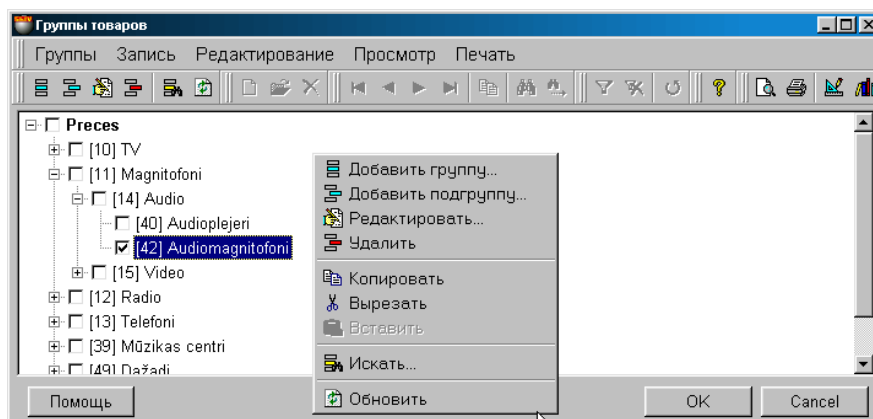 Группы товаров
Группы Запись Редактирование Просмотр Печать
Preces
[10] TV
[11] Magnitofoni
[14] Audio
[40] Audioplejeri
[42] Audiomagnitofoni
[15] Video
[12] Radio
[13] Telefoni
[39] Mūzikas centri
[49] Dažadi
Добавить группу...
Добавить подгруппу...
Редактировать...
Удалить
Копировать
Вырезать
Вставить
Искать...
Обновить
Помощь OK Cancel